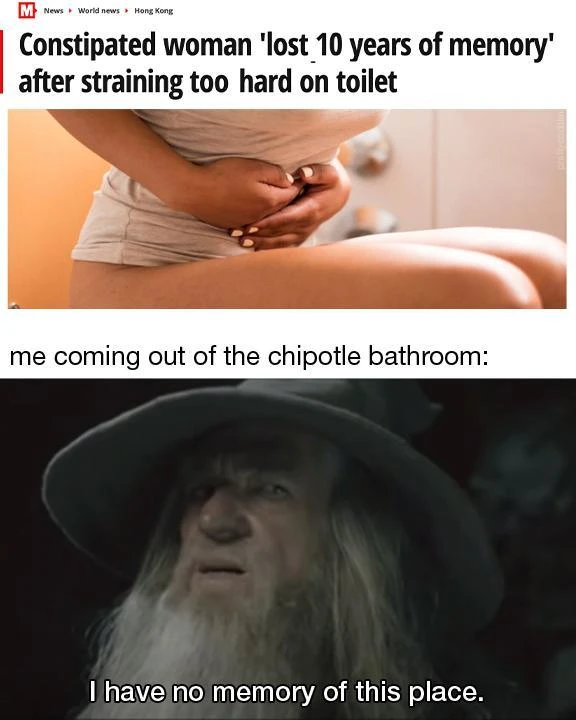 M News ▸ World news ▸ Hong Kong
Constipated woman 'lost 10 years of memory'
after straining too hard on toilet
me coming out of the chipotle bathroom:
I have no memory of this place.